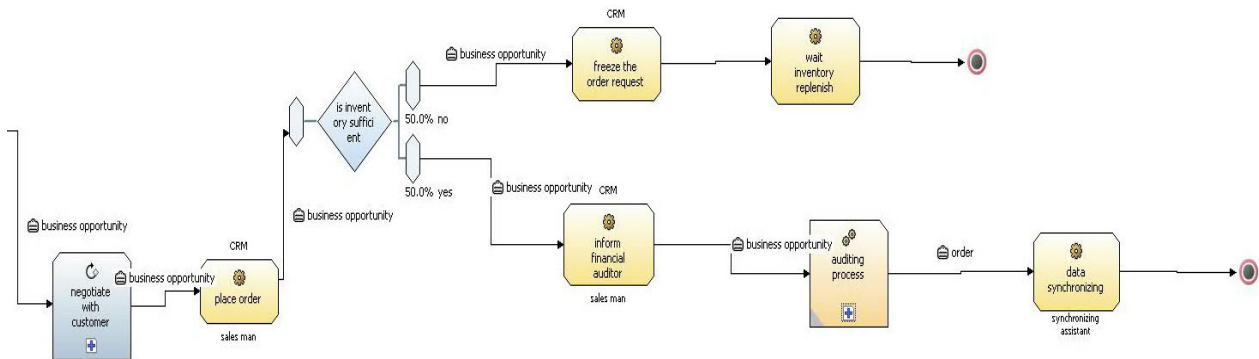 CRM
business opportunity
freeze the
order request
wait
inventory
replenish
is invent
ory suffici
ent
50.0% no
50.0% yes
business opportunity
CRM
business opportunity
business opportunity
CRM
inform
financial
auditor
sales man
business opportunity
auditing
process
order
data
synchronizing
synchronizing
assistant
negotiate
with
customer
business opportunity
place order
sales man